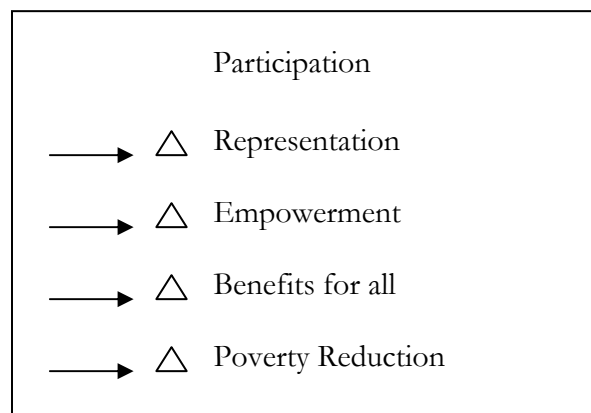 Participation
Representation
Empowerment
Benefits for all
Poverty Reduction